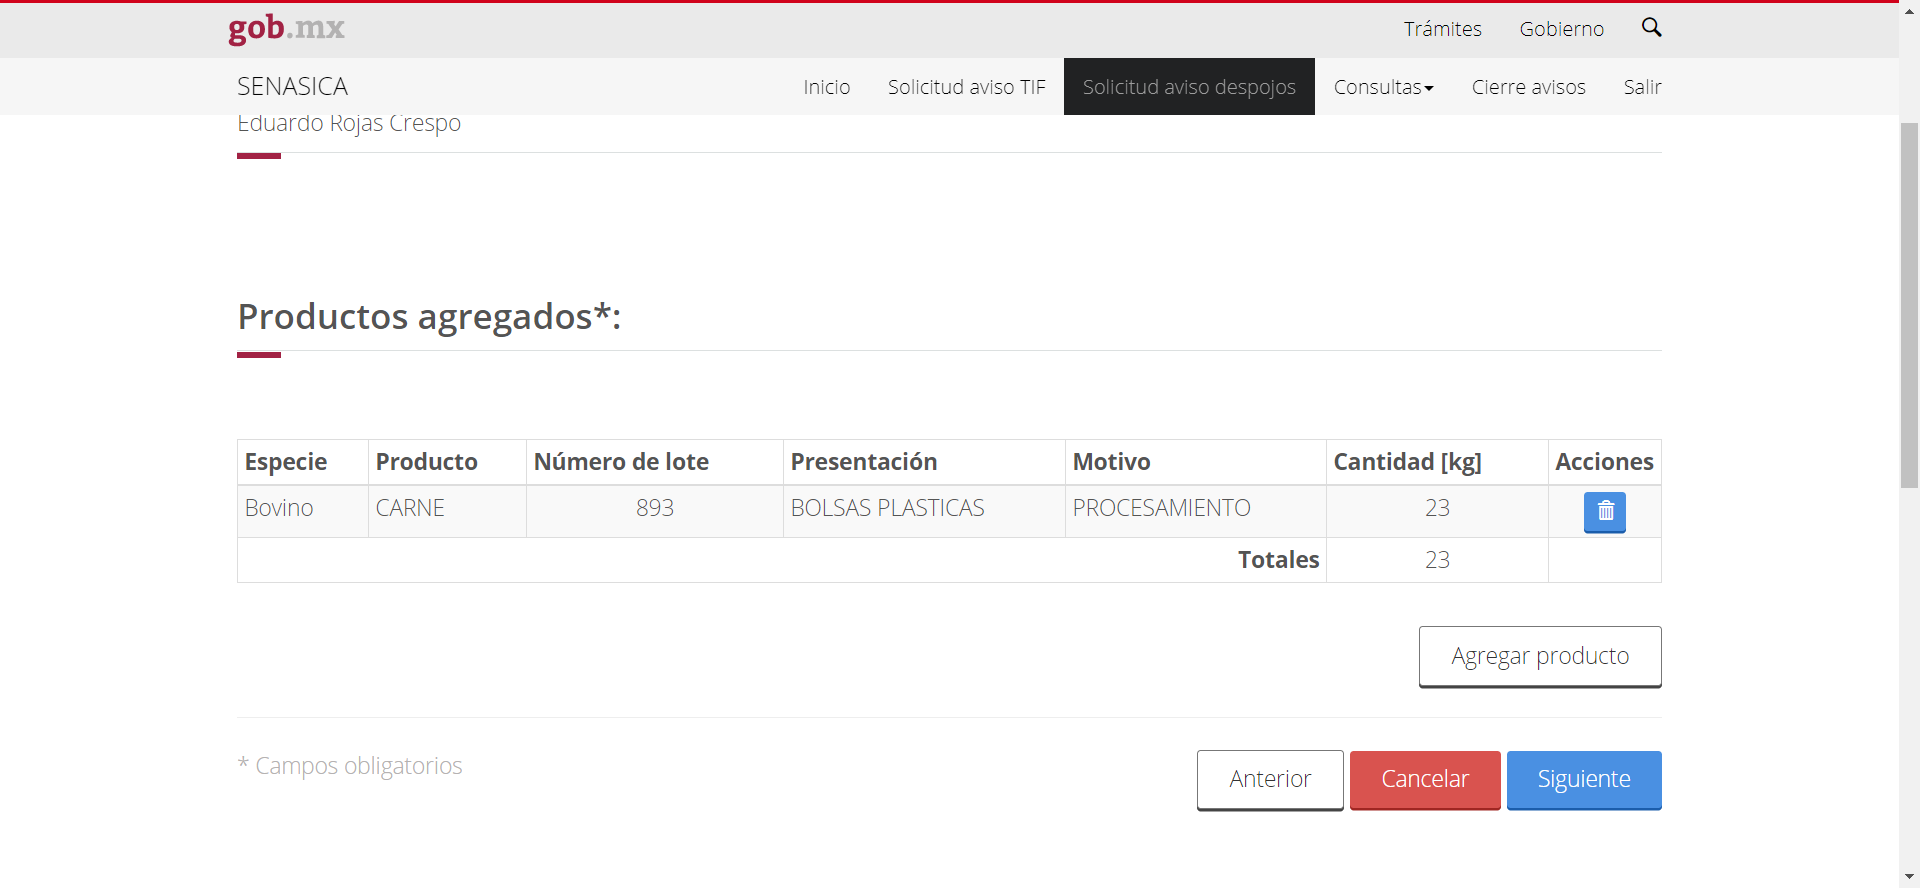 gob.mx
Trámites Gobierno
SENASICA
Inicio Solicitud aviso TIF Solicitud aviso despojos Consultas Cierre avisos Salir
Eduardo Rojas Crespo
Productos agregados*:
Especie Producto Número de lote Presentación Motivo Cantidad [kg] Acciones
Bovino CARNE 893 BOLSAS PLASTICAS PROCESAMIENTO 23
Totales 23
Agregar producto
* Campos obligatorios
Anterior Cancelar Siguiente